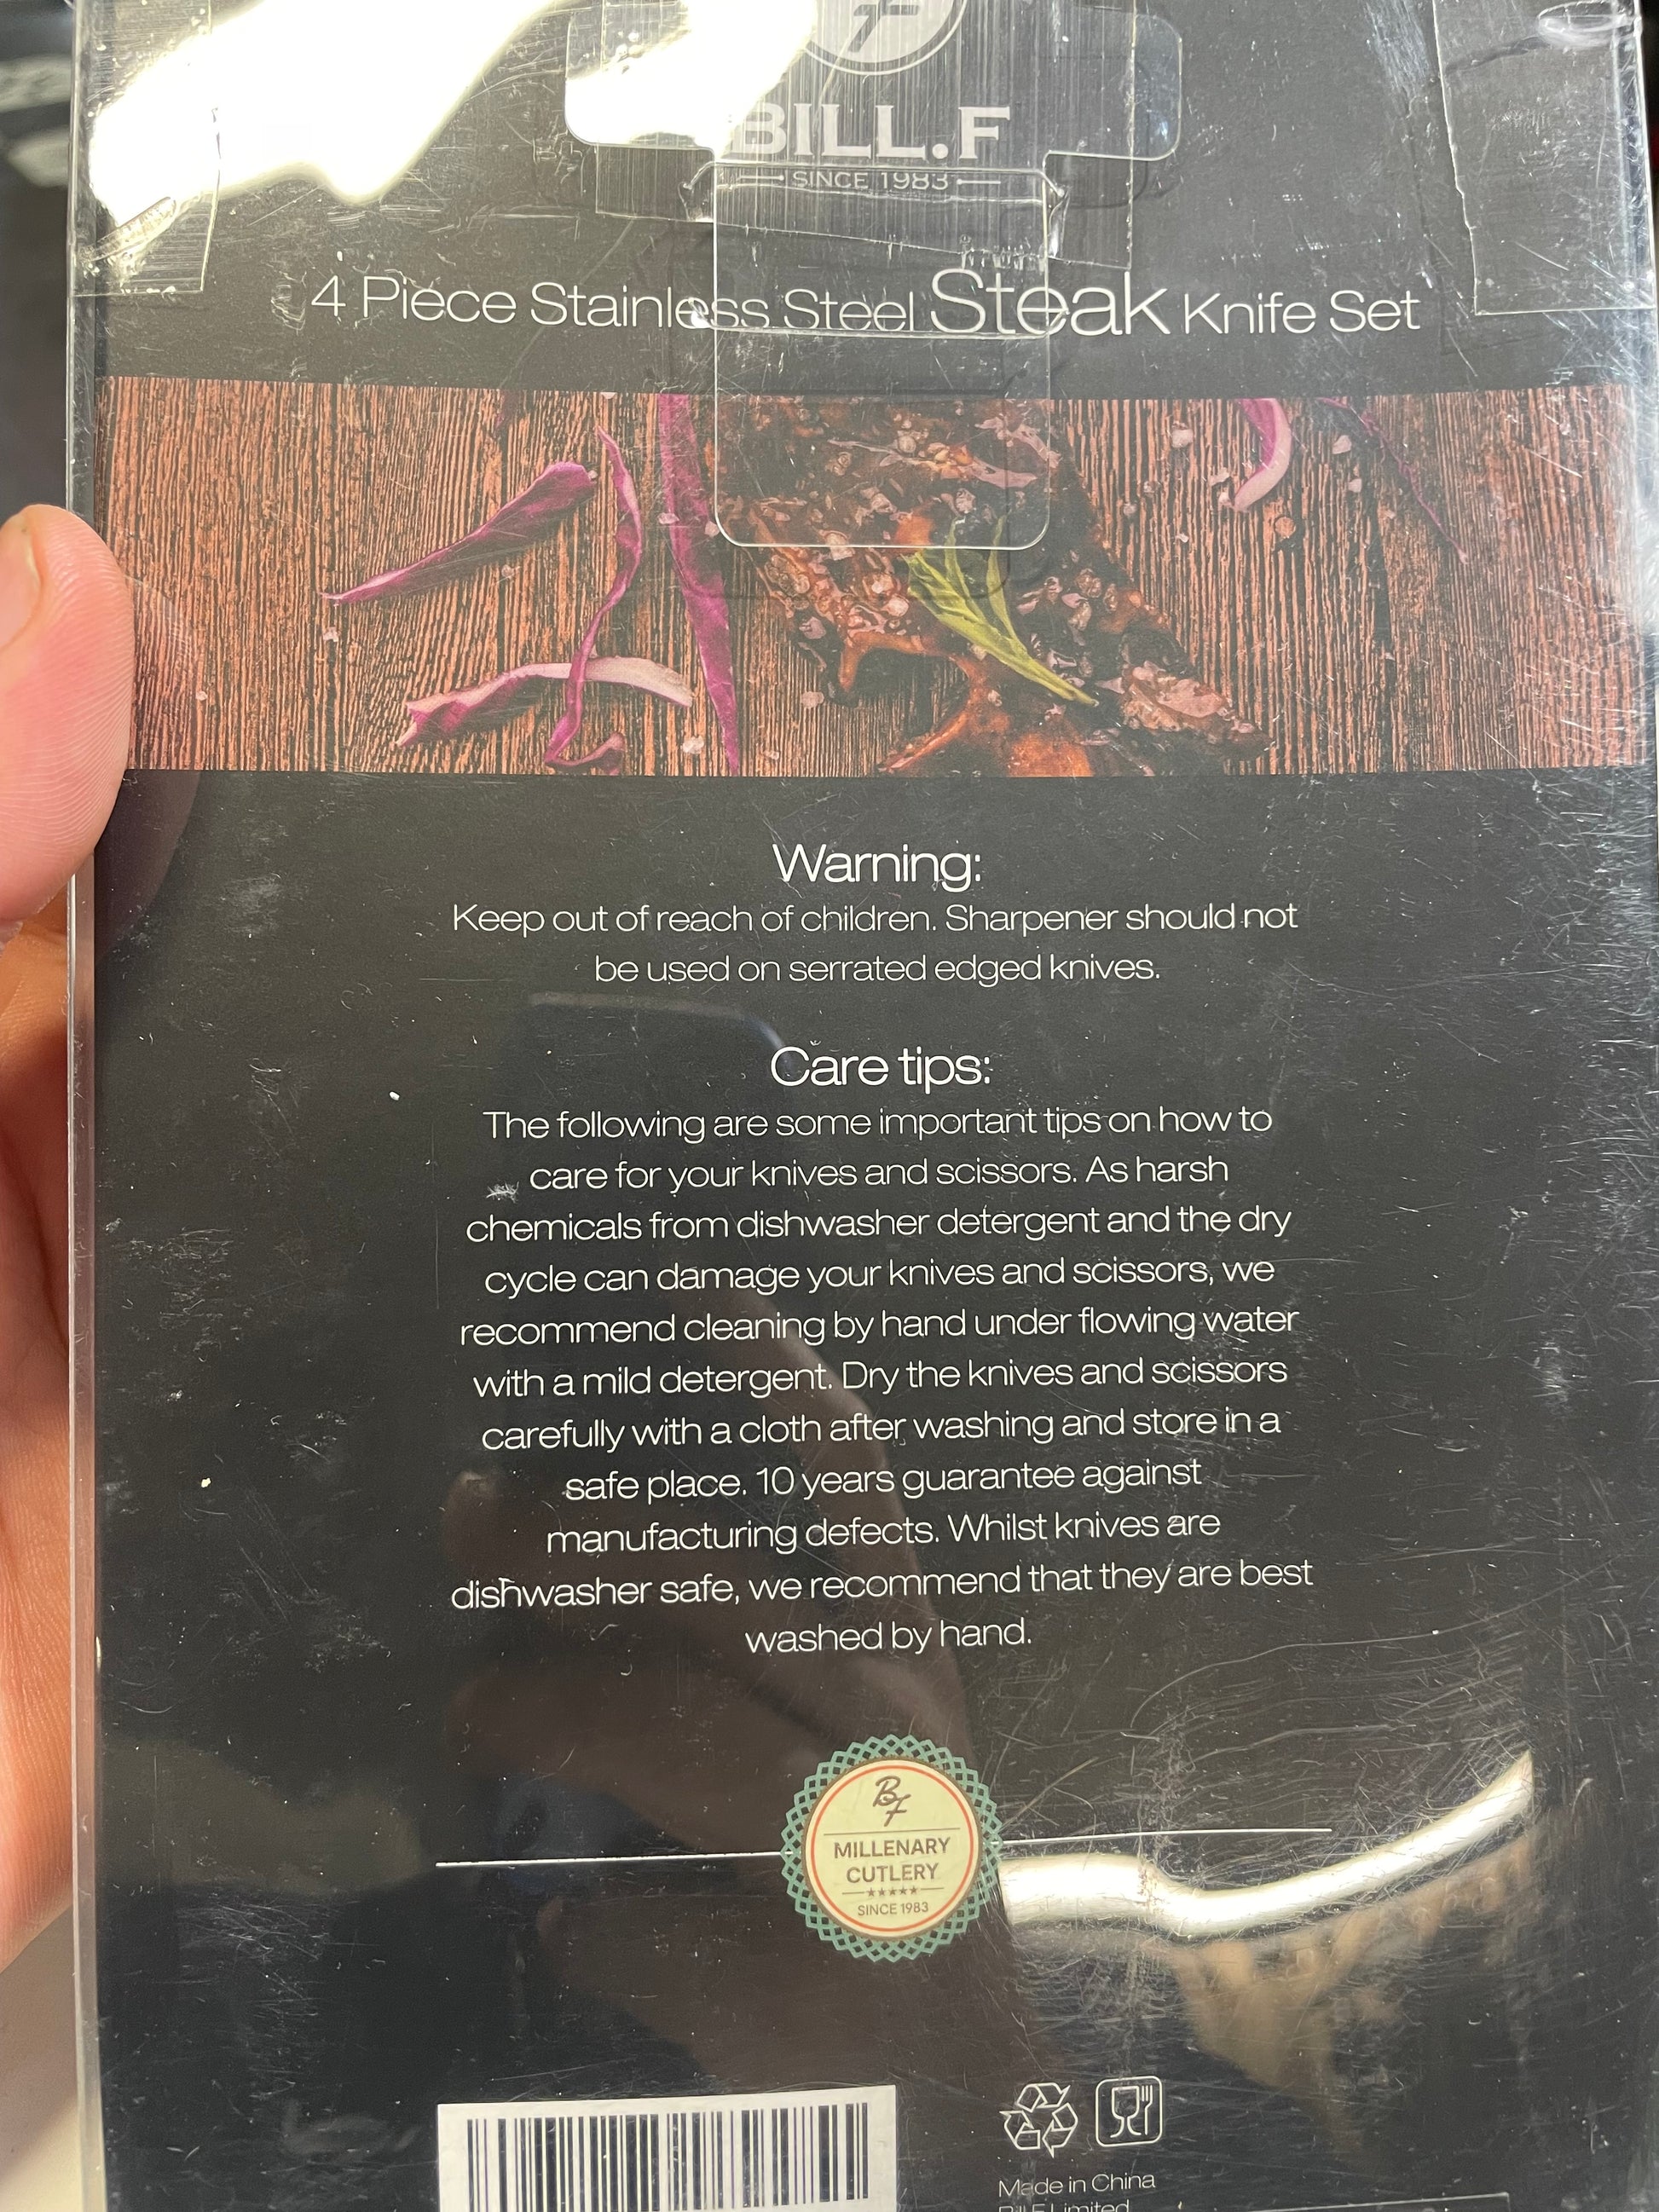 BILL.F
SINCE 1983
4 Piece Stainless Steel Steak Knife Set
Warning:
Keep out of reach of children. Sharpener should not
be used on serrated edged knives.
Care tips:
The following are some important tips on how to
care for your knives and scissors. As harsh
chemicals from dishwasher detergent and the dry
cycle can damage your knives and scissors, we
recommend cleaning by hand under flowing water
with a mild detergent. Dry the knives and scissors
carefully with a cloth after washing and store in a
safe place. 10 years guarantee against
manufacturing defects. Whilst knives are
dishwasher safe, we recommend that they are best
washed by hand.
BF
MILLENARY
CUTLERY
SINCE 1983
Made in China
Bill.F Limited